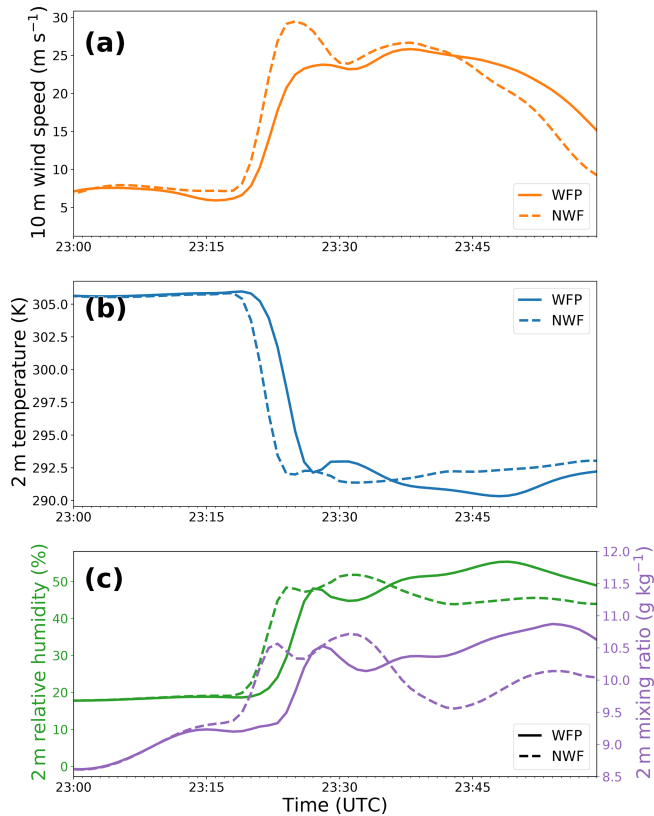 30
25
20
15
10
5
10 m wind speed (m s⁻¹)
(a)
WFP
NWF
23:00
23:15
23:30
23:45
305.0
302.5
300.0
297.5
295.0
292.5
290.0
2 m temperature (K)
(b)
WFP
NWF
23:00
23:15
23:30
23:45
50
40
30
20
10
0
2 m relative humidity (%)
(c)
12.0
11.5
11.0
10.5
10.0
9.5
9.0
8.5
2 m mixing ratio (g kg⁻¹)
WFP
NWF
23:00
23:15
23:30
23:45
Time (UTC)